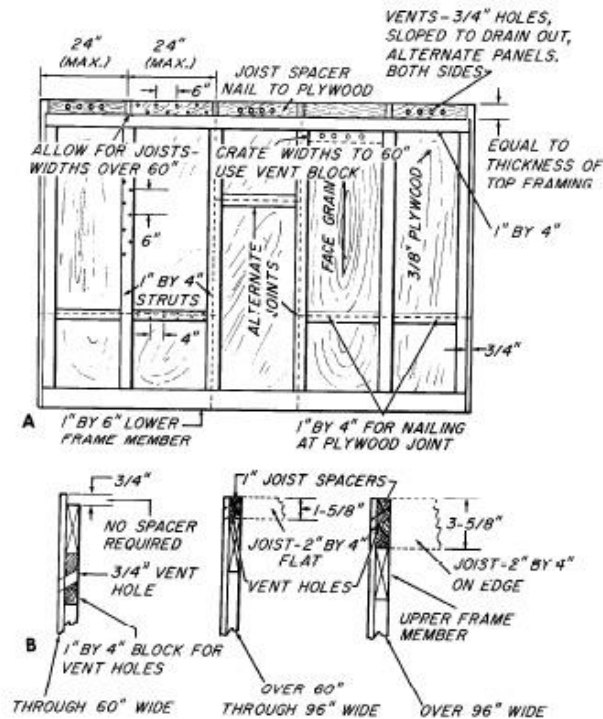 24"
(MAX.)
24"
(MAX.)
6"
JOIST SPACER
NAIL TO PLYWOOD
VENTS-3/4" HOLES,
SLOPED TO DRAIN OUT,
ALTERNATE PANELS.
BOTH SIDES
ALLOW FOR JOISTS-
WIDTHS OVER 60"
CRATE WIDTHS TO 60"
USE VENT BLOCK
EQUAL TO
THICKNESS OF
TOP FRAMING
1" BY 4"
6"
1" BY 4"
STRUTS
4"
ALTERNATE
JOINTS
FACE GRAIN
3/8" PLYWOOD
3/4"
A
1" BY 6" LOWER
FRAME MEMBER
1" BY 4" FOR NAILING
AT PLYWOOD JOINT
3/4"
NO SPACER
REQUIRED
3/4" VENT
HOLE
1" BY 4" BLOCK FOR
VENT HOLES
B
THROUGH 60" WIDE
1" JOIST SPACERS
1-5/8"
JOIST-2" BY 4"
FLAT
VENT HOLES
OVER 60"
THROUGH 96" WIDE
3-5/8"
JOIST-2" BY 4"
ON EDGE
UPPER FRAME
MEMBER
OVER 96" WIDE